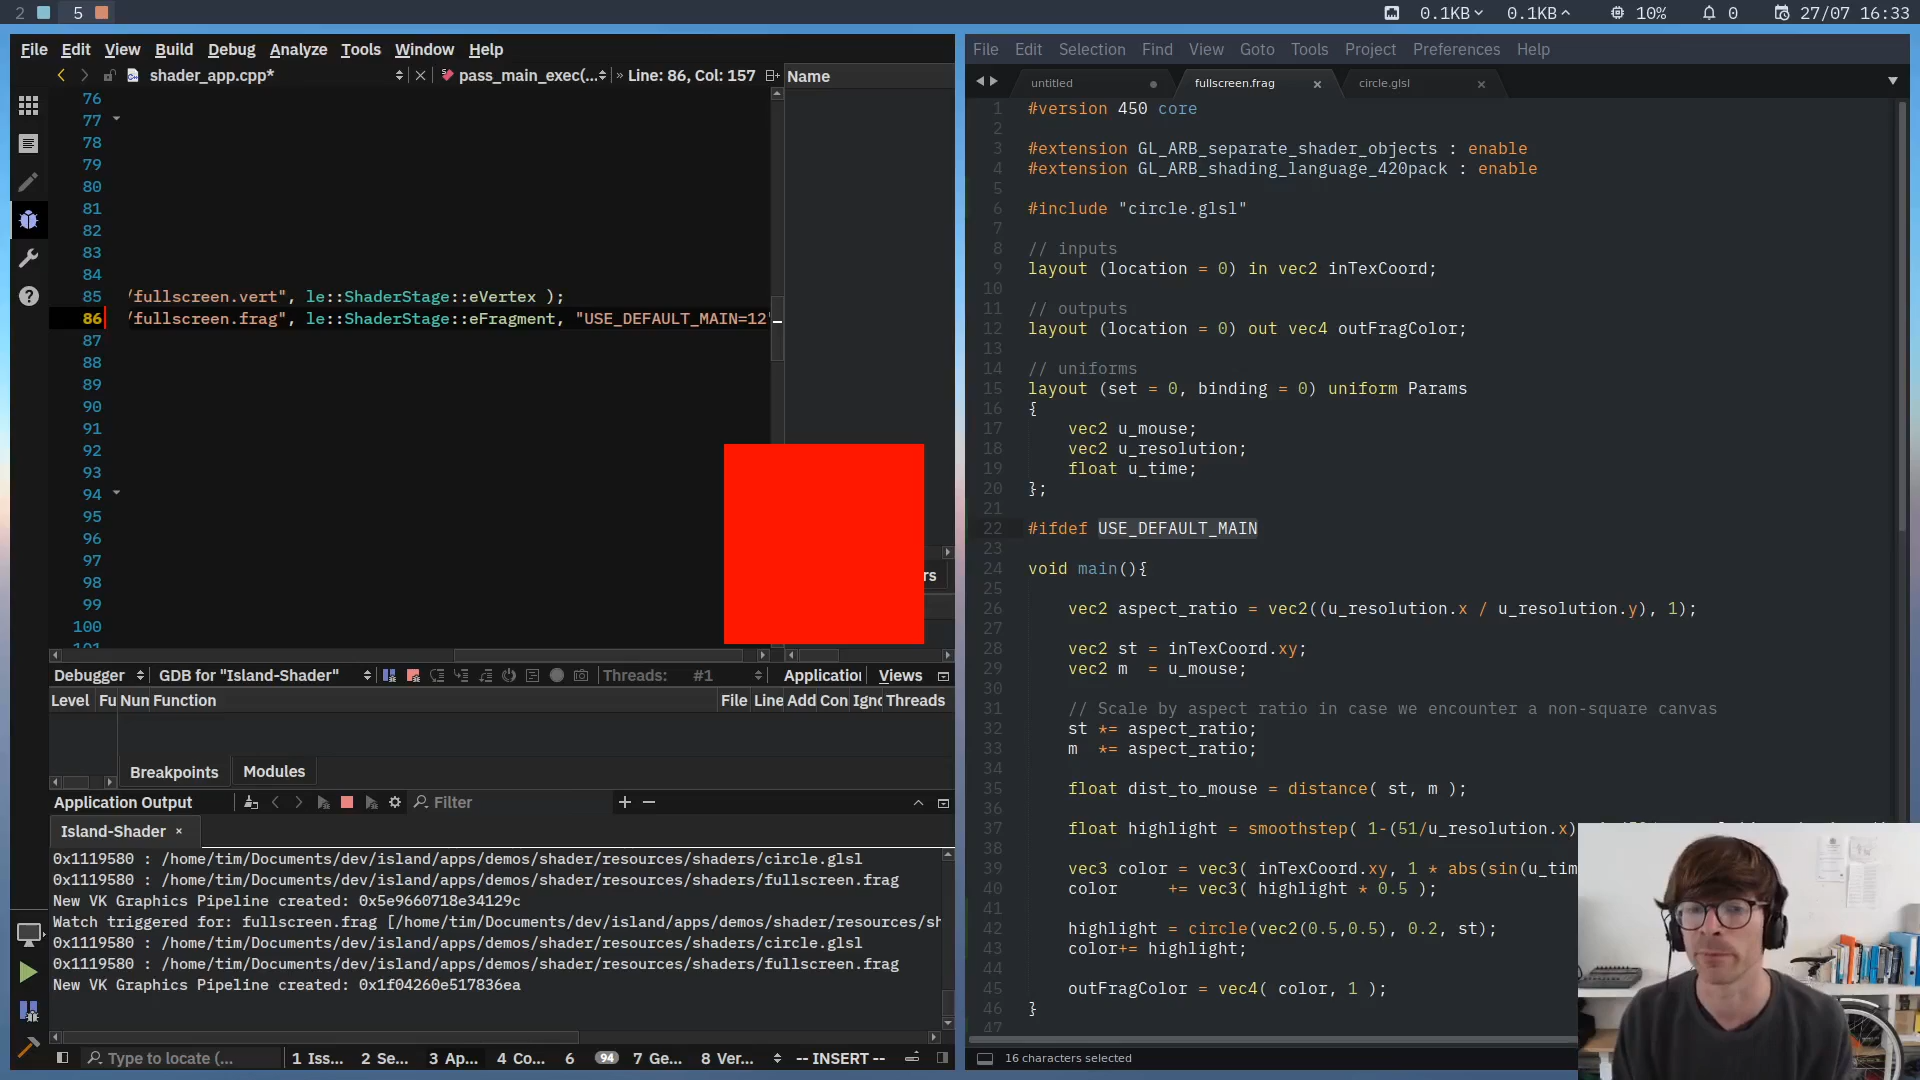 2 5 0.1KB 0.1KB 10% 0 27/07 16:33
File Edit View Build Debug Analyze Tools Window Help
shader_app.cpp* pass_main_exec(... » Line: 86, Col: 157
Name
76
77
78
79
80
81
82
83
84
85 /fullscreen.vert", le::ShaderStage::eVertex );
86 /fullscreen.frag", le::ShaderStage::eFragment, "USE_DEFAULT_MAIN=12"
87
88
89
90
91
92
93
94
95
96
97
98
99
100
101
rs
Debugger GDB for "Island-Shader" Threads: #1 Application Views
Level Fu Nun Function File Line Add Con Ignc Threads
Breakpoints Modules
Application Output Filter
Island-Shader ×
0x1119580 : /home/tim/Documents/dev/island/apps/demos/shader/resources/shaders/circle.glsl
0x1119580 : /home/tim/Documents/dev/island/apps/demos/shader/resources/shaders/fullscreen.frag
New VK Graphics Pipeline created: 0x5e9660718e34129c
Watch triggered for: fullscreen.frag [/home/tim/Documents/dev/island/apps/demos/shader/resources/sh
0x1119580 : /home/tim/Documents/dev/island/apps/demos/shader/resources/shaders/circle.glsl
0x1119580 : /home/tim/Documents/dev/island/apps/demos/shader/resources/shaders/fullscreen.frag
New VK Graphics Pipeline created: 0x1f04260e517836ea
Type to locate (... 1 Iss... 2 Se... 3 Ap... 4 Co... 6 94 7 Ge... 8 Ver... -- INSERT --
File Edit Selection Find View Goto Tools Project Preferences Help
untitled fullscreen.frag × circle.glsl ×
1 #version 450 core
2
3 #extension GL_ARB_separate_shader_objects : enable
4 #extension GL_ARB_shading_language_420pack : enable
5
6 #include "circle.glsl"
7
8 // inputs
9 layout (location = 0) in vec2 inTexCoord;
10
11 // outputs
12 layout (location = 0) out vec4 outFragColor;
13
14 // uniforms
15 layout (set = 0, binding = 0) uniform Params
16 {
17 vec2 u_mouse;
18 vec2 u_resolution;
19 float u_time;
20 };
21
22 #ifdef USE_DEFAULT_MAIN
23
24 void main(){
25
26 vec2 aspect_ratio = vec2((u_resolution.x / u_resolution.y), 1);
27
28 vec2 st = inTexCoord.xy;
29 vec2 m = u_mouse;
30
31 // Scale by aspect ratio in case we encounter a non-square canvas
32 st *= aspect_ratio;
33 m *= aspect_ratio;
34
35 float dist_to_mouse = distance( st, m );
36
37 float highlight = smoothstep( 1-(51/u_resolution.x)
38
39 vec3 color = vec3( inTexCoord.xy, 1 * abs(sin(u_tim
40 color += vec3( highlight * 0.5 );
41
42 highlight = circle(vec2(0.5,0.5), 0.2, st);
43 color+= highlight;
44
45 outFragColor = vec4( color, 1 );
46 }
47
16 characters selected